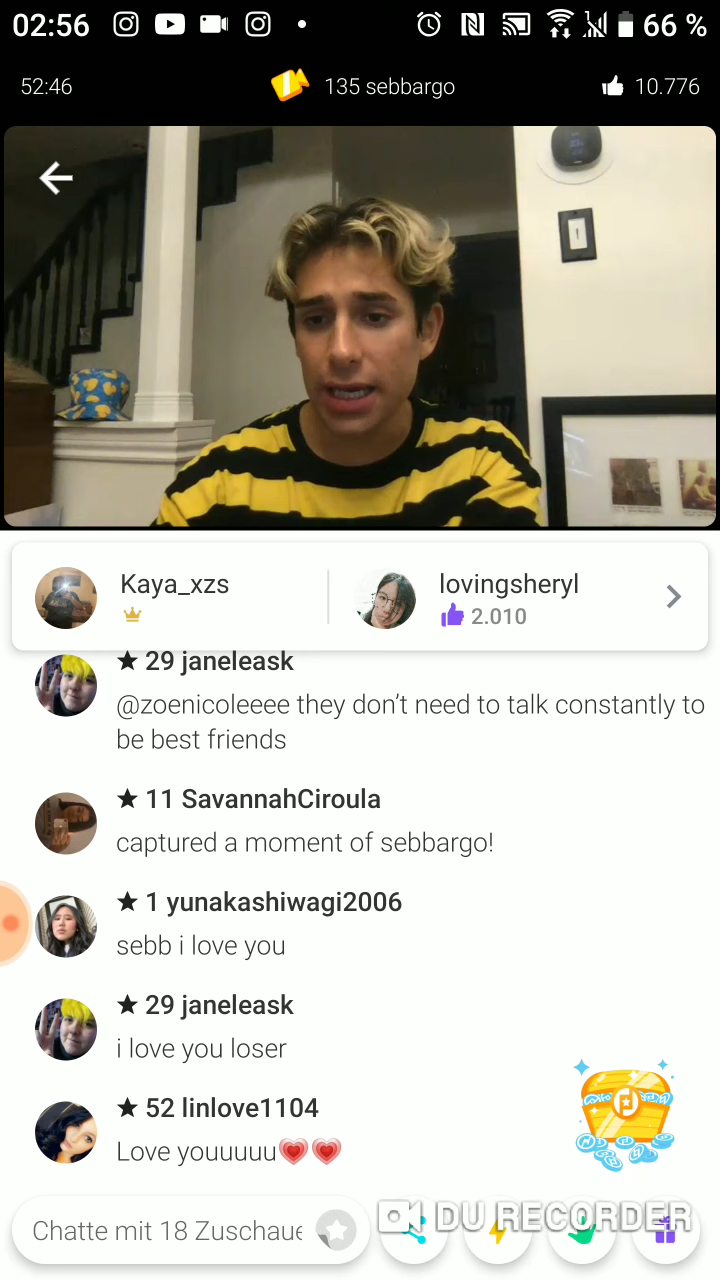 02:56
66 %
52:46
135 sebbargo
10.776
Kaya_xzs
lovingsheryl
2.010
★ 29 janeleask
@zoenicoleeee they don’t need to talk constantly to
be best friends
★ 11 SavannahCiroula
captured a moment of sebbargo!
★ 1 yunakashiwagi2006
sebb i love you
★ 29 janeleask
i love you loser
★ 52 linlove1104
Love youuuuu💗💗
Chatte mit 18 Zuschaue
DU RECORDER